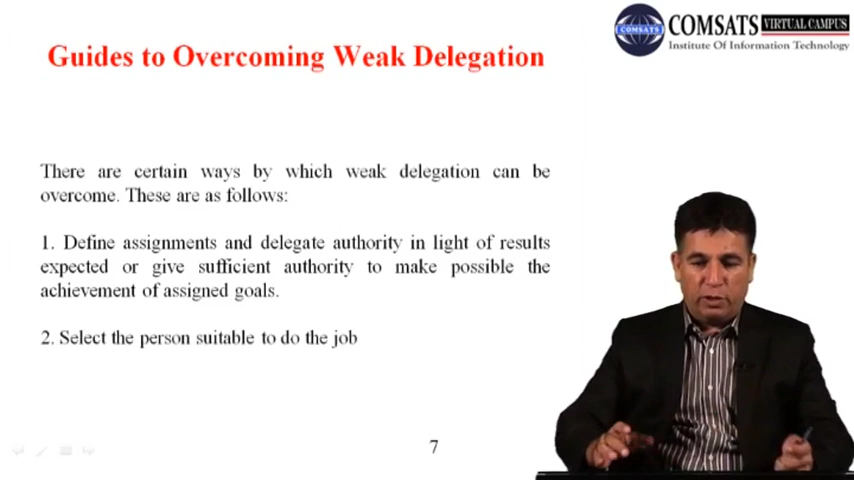 COMSATS VIRTUAL CAMPUS
COMSATS
Institute Of Information Technology
Guides to Overcoming Weak Delegation
There are certain ways by which weak delegation can be
overcome. These are as follows:
1. Define assignments and delegate authority in light of results
expected or give sufficient authority to make possible the
achievement of assigned goals.
2. Select the person suitable to do the job
7